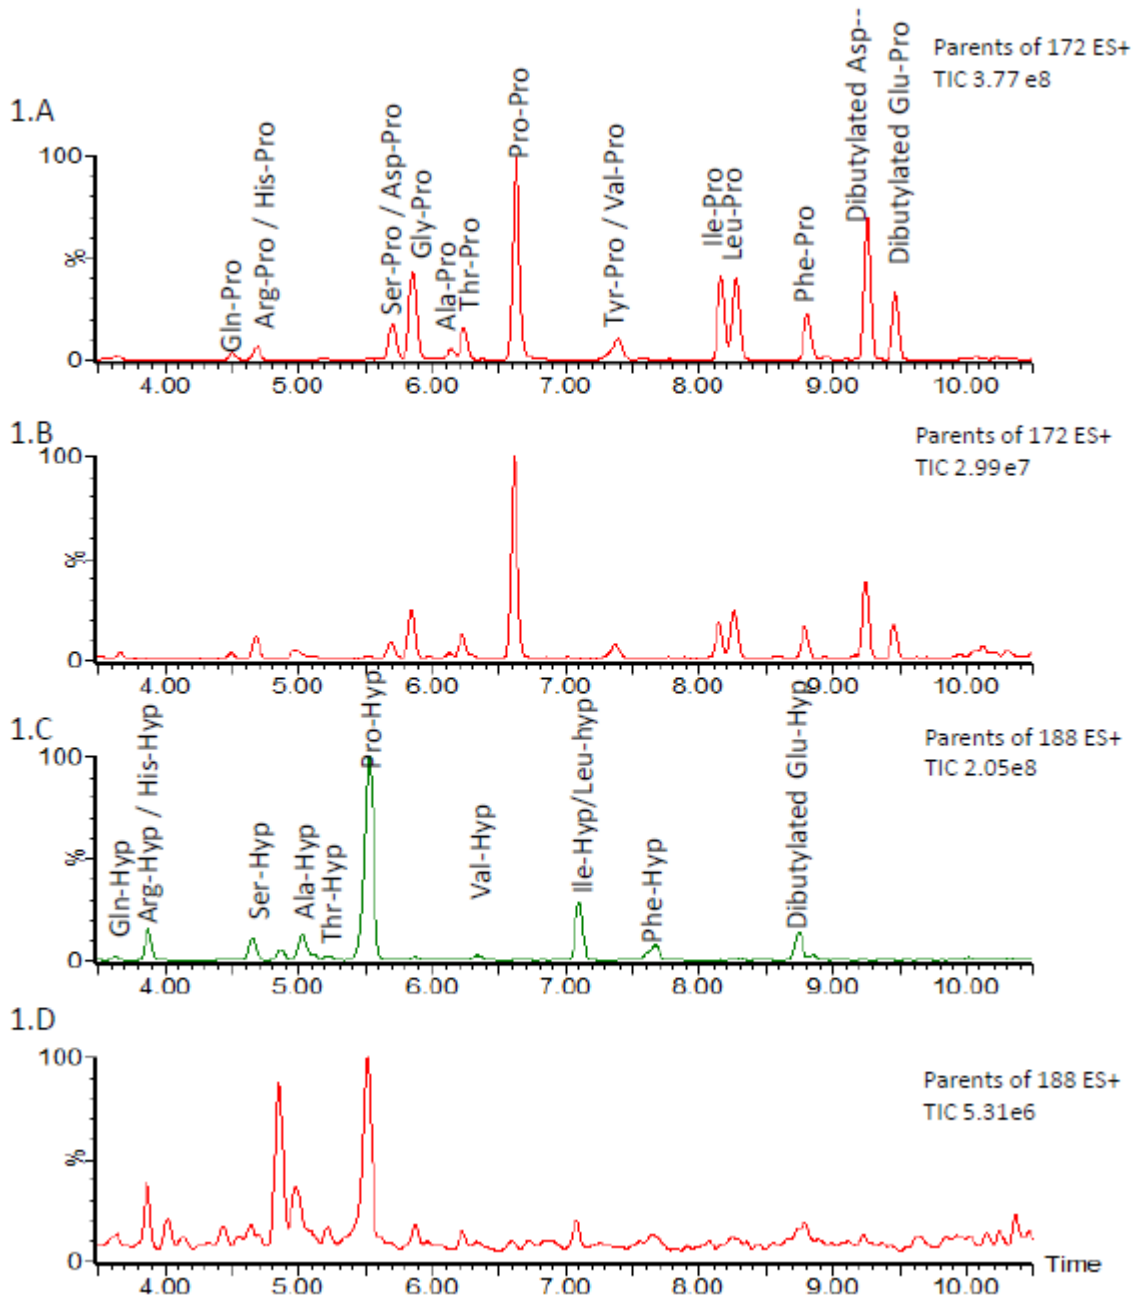 Parents of 172 ES+
TIC 3.77 e8
1.A
100
%
0
Gln-Pro
Arg-Pro / His-Pro
Ser-Pro / Asp-Pro
Gly-Pro
Ala-Pro
Thr-Pro
Pro-Pro
Tyr-Pro / Val-Pro
Ile-Pro
Leu-Pro
Phe-Pro
Dibutylated Asp--
Dibutylated Glu-Pro
4.00 5.00 6.00 7.00 8.00 9.00 10.00
1.B
Parents of 172 ES+
TIC 2.99 e7
100
%
0
4.00 5.00 6.00 7.00 8.00 9.00 10.00
1.C
Parents of 188 ES+
TIC 2.05e8
100
%
0
Gln-Hyp
Arg-Hyp / His-Hyp
Ser-Hyp
Ala-Hyp
Thr-Hyp
Pro-Hyp
Val-Hyp
Ile-Hyp/Leu-hyp
Phe-Hyp
Dibutylated Glu-Hyp
4.00 5.00 6.00 7.00 8.00 9.00 10.00
1.D
Parents of 188 ES+
TIC 5.31e6
100
%
0
Time
4.00 5.00 6.00 7.00 8.00 9.00 10.00